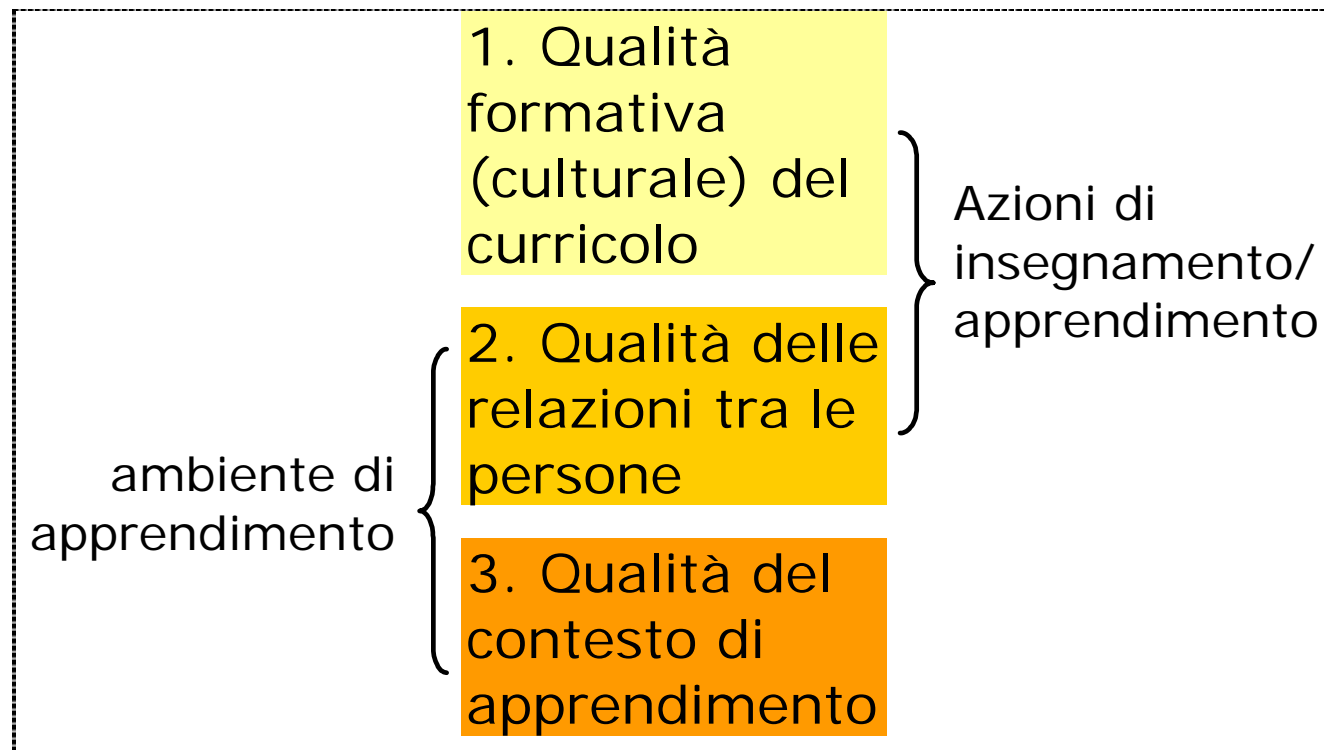 1. Qualità
formativa
(culturale) del
curricolo
Azioni di
insegnamento/
apprendimento
2. Qualità delle
relazioni tra le
persone
ambiente di
apprendimento
3. Qualità del
contesto di
apprendimento